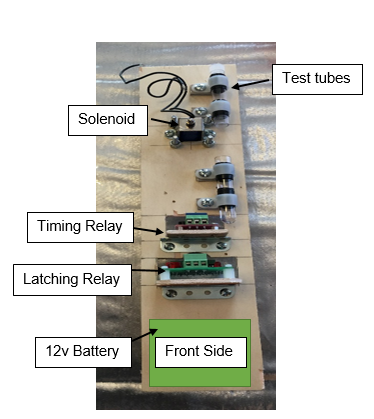 Test tubes
Solenoid
Timing Relay
Latching Relay
12v Battery
Front Side